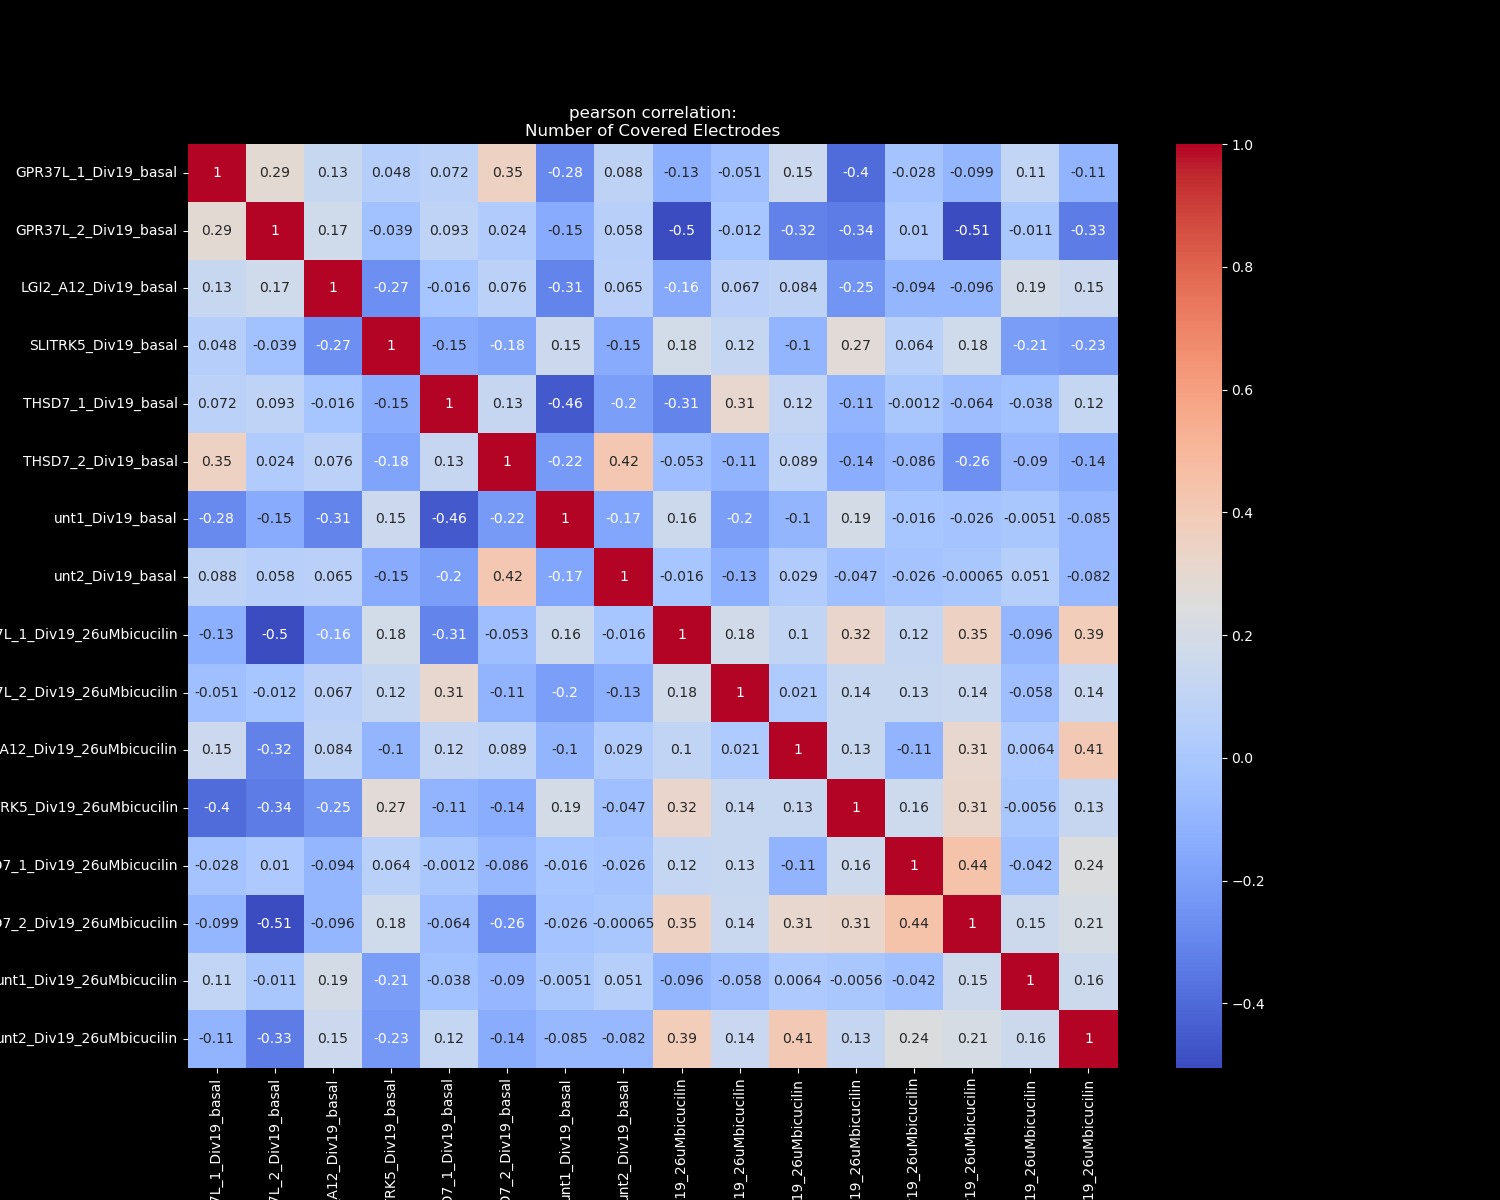 pearson correlation:
Number of Covered Electrodes
GPR37L_1_Div19_basal 1 0.29 0.13 0.048 0.072 0.35 -0.28 0.088 -0.13 -0.051 0.15 -0.4 -0.028 -0.099 0.11 -0.11
GPR37L_2_Div19_basal 0.29 1 0.17 -0.039 0.093 0.024 -0.15 0.058 -0.5 -0.012 -0.32 -0.34 0.01 -0.51 -0.011 -0.33
LGI2_A12_Div19_basal 0.13 0.17 1 -0.27 -0.016 0.076 -0.31 0.065 -0.16 0.067 0.084 -0.25 -0.094 -0.096 0.19 0.15
SLITRK5_Div19_basal 0.048 -0.039 -0.27 1 -0.15 -0.18 0.15 -0.15 0.18 0.12 -0.1 0.27 0.064 0.18 -0.21 -0.23
THSD7_1_Div19_basal 0.072 0.093 -0.016 -0.15 1 0.13 -0.46 -0.2 -0.31 0.31 0.12 -0.11 -0.0012 -0.064 -0.038 0.12
THSD7_2_Div19_basal 0.35 0.024 0.076 -0.18 0.13 1 -0.22 0.42 -0.053 -0.11 0.089 -0.14 -0.086 -0.26 -0.09 -0.14
unt1_Div19_basal -0.28 -0.15 -0.31 0.15 -0.46 -0.22 1 -0.17 0.16 -0.2 -0.1 0.19 -0.016 -0.026 -0.0051 -0.085
unt2_Div19_basal 0.088 0.058 0.065 -0.15 -0.2 0.42 -0.17 1 -0.016 -0.13 0.029 -0.047 -0.026 -0.00065 0.051 -0.082
7L_1_Div19_26uMbicucilin -0.13 -0.5 -0.16 0.18 -0.31 -0.053 0.16 -0.016 1 0.18 0.1 0.32 0.12 0.35 -0.096 0.39
7L_2_Div19_26uMbicucilin -0.051 -0.012 0.067 0.12 0.31 -0.11 -0.2 -0.13 0.18 1 0.021 0.14 0.13 0.14 -0.058 0.14
A12_Div19_26uMbicucilin 0.15 -0.32 0.084 -0.1 0.12 0.089 -0.1 0.029 0.1 0.021 1 0.13 -0.11 0.31 0.0064 0.41
RK5_Div19_26uMbicucilin -0.4 -0.34 -0.25 0.27 -0.11 -0.14 0.19 -0.047 0.32 0.14 0.13 1 0.16 0.31 -0.0056 0.13
D7_1_Div19_26uMbicucilin -0.028 0.01 -0.094 0.064 -0.0012 -0.086 -0.016 -0.026 0.12 0.13 -0.11 0.16 1 0.44 -0.042 0.24
D7_2_Div19_26uMbicucilin -0.099 -0.51 -0.096 0.18 -0.064 -0.26 -0.026 -0.00065 0.35 0.14 0.31 0.31 0.44 1 0.15 0.21
unt1_Div19_26uMbicucilin 0.11 -0.011 0.19 -0.21 -0.038 -0.09 -0.0051 0.051 -0.096 -0.058 0.0064 -0.0056 -0.042 0.15 1 0.16
unt2_Div19_26uMbicucilin -0.11 -0.33 0.15 -0.23 0.12 -0.14 -0.085 -0.082 0.39 0.14 0.41 0.13 0.24 0.21 0.16 1
7L_1_Div19_basal
7L_2_Div19_basal
A12_Div19_basal
RK5_Div19_basal
D7_1_Div19_basal
D7_2_Div19_basal
unt1_Div19_basal
unt2_Div19_basal
19_26uMbicucilin
19_26uMbicucilin
19_26uMbicucilin
19_26uMbicucilin
19_26uMbicucilin
19_26uMbicucilin
19_26uMbicucilin
19_26uMbicucilin
1.0
0.8
0.6
0.4
0.2
0.0
−0.2
−0.4